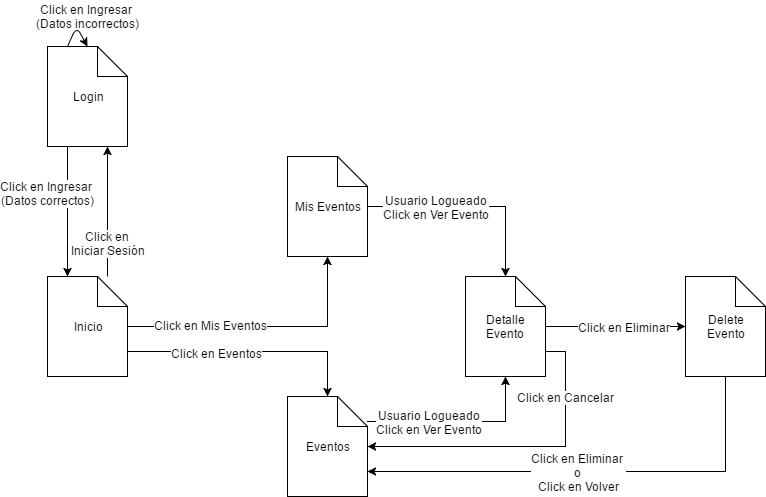 Click en Ingresar
(Datos incorrectos)
Login
Click en Ingresar
(Datos correctos)
Click en
Iniciar Sesión
Mis Eventos
Usuario Logueado
Click en Ver Evento
Inicio
Click en Mis Eventos
Click en Eventos
Detalle
Evento
Click en Eliminar
Delete
Evento
Click en Cancelar
Eventos
Usuario Logueado
Click en Ver Evento
Click en Eliminar
o
Click en Volver